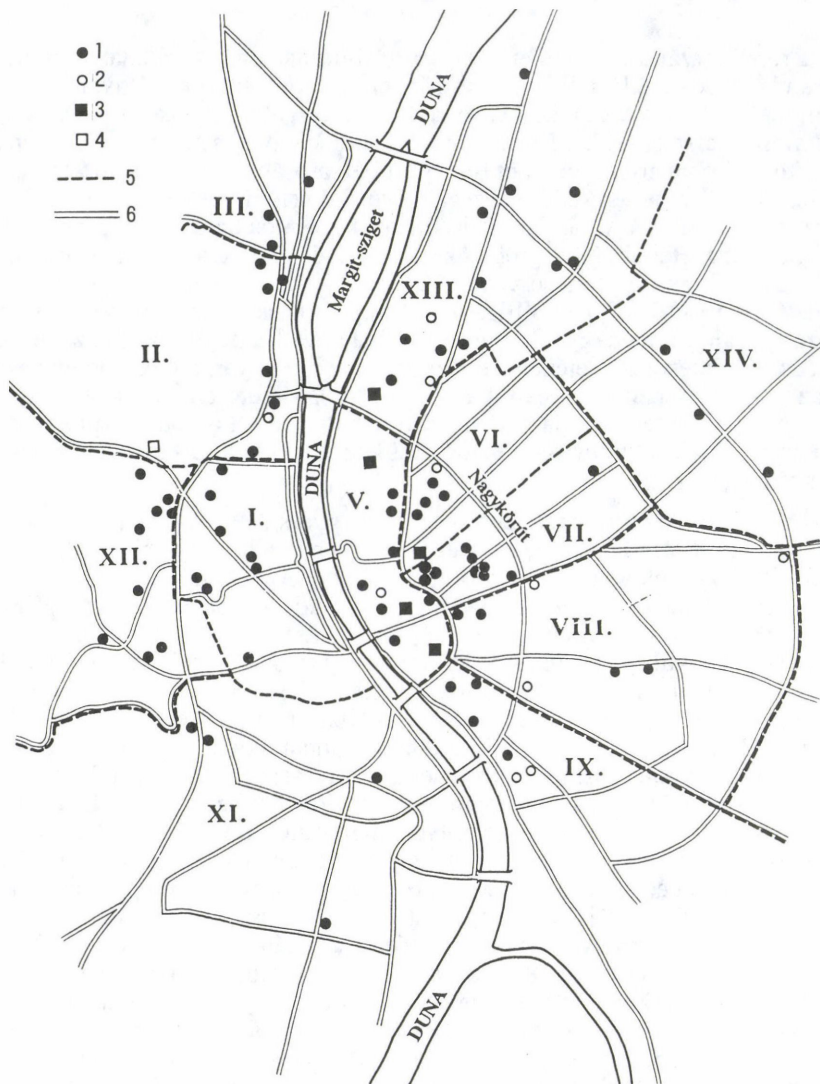 1
2
3
4
5
6
DUNA
III.
Margit-sziget
XIII.
II.
XIV.
VI.
DUNA
V.
Nagykörút
I.
VII.
XII.
VIII.
IX.
XI.
DUNA